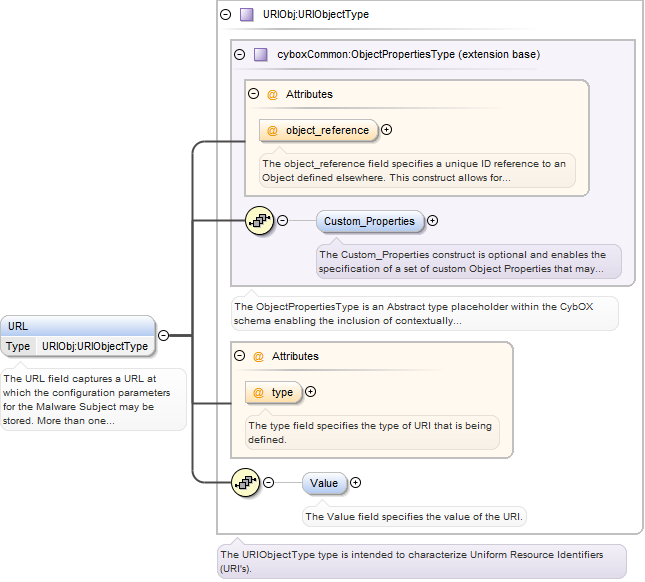 URIObj:URIObjectType
cyboxCommon:ObjectPropertiesType (extension base)
@ Attributes
@ object_reference
The object_reference field specifies a unique ID reference to an
Object defined elsewhere. This construct allows for...
Custom_Properties
The Custom_Properties construct is optional and enables the
specification of a set of custom Object Properties that may...
The ObjectPropertiesType is an Abstract type placeholder within the CybOX
schema enabling the inclusion of contextually...
URL
Type URIObj:URIObjectType
The URL field captures a URL at
which the configuration parameters
for the Malware Subject may be
stored. More than one...
@ Attributes
@ type
The type field specifies the type of URI that is being
defined.
Value
The Value field specifies the value of the URI.
The URIObjectType type is intended to characterize Uniform Resource Identifiers
(URI's).